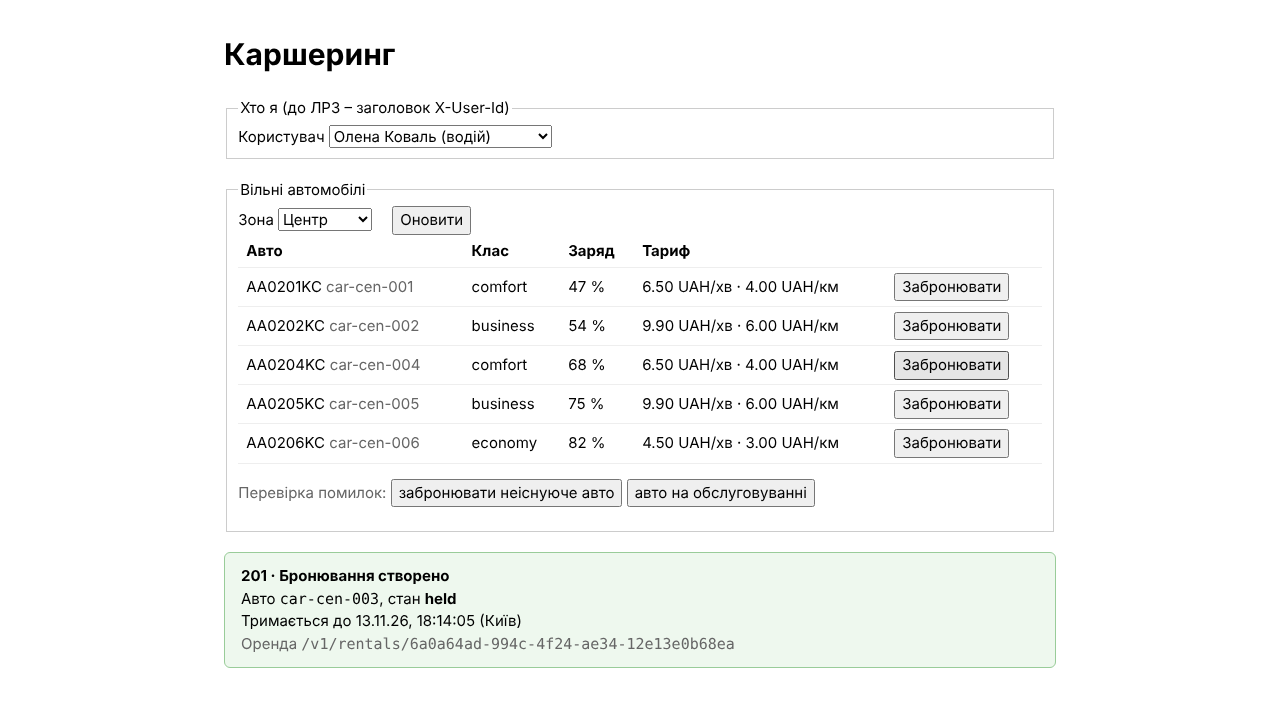 Каршеринг
Хто я (до ЛР3 – заголовок X-User-Id)
Користувач Олена Коваль (водій)
Вільні автомобілі
Зона Центр Оновити
Авто Клас Заряд Тариф
AA0201KC car-cen-001 comfort 47 % 6.50 UAH/хв · 4.00 UAH/км Забронювати
AA0202KC car-cen-002 business 54 % 9.90 UAH/хв · 6.00 UAH/км Забронювати
AA0204KC car-cen-004 comfort 68 % 6.50 UAH/хв · 4.00 UAH/км Забронювати
AA0205KC car-cen-005 business 75 % 9.90 UAH/хв · 6.00 UAH/км Забронювати
AA0206KC car-cen-006 economy 82 % 4.50 UAH/хв · 3.00 UAH/км Забронювати
Перевірка помилок: забронювати неіснуюче авто авто на обслуговуванні
201 · Бронювання створено
Авто car-cen-003, стан held
Тримається до 13.11.26, 18:14:05 (Київ)
Оренда /v1/rentals/6a0a64ad-994c-4f24-ae34-12e13e0b68ea